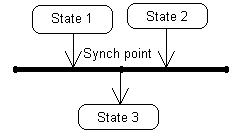 State 1
State 2
Synch point
State 3